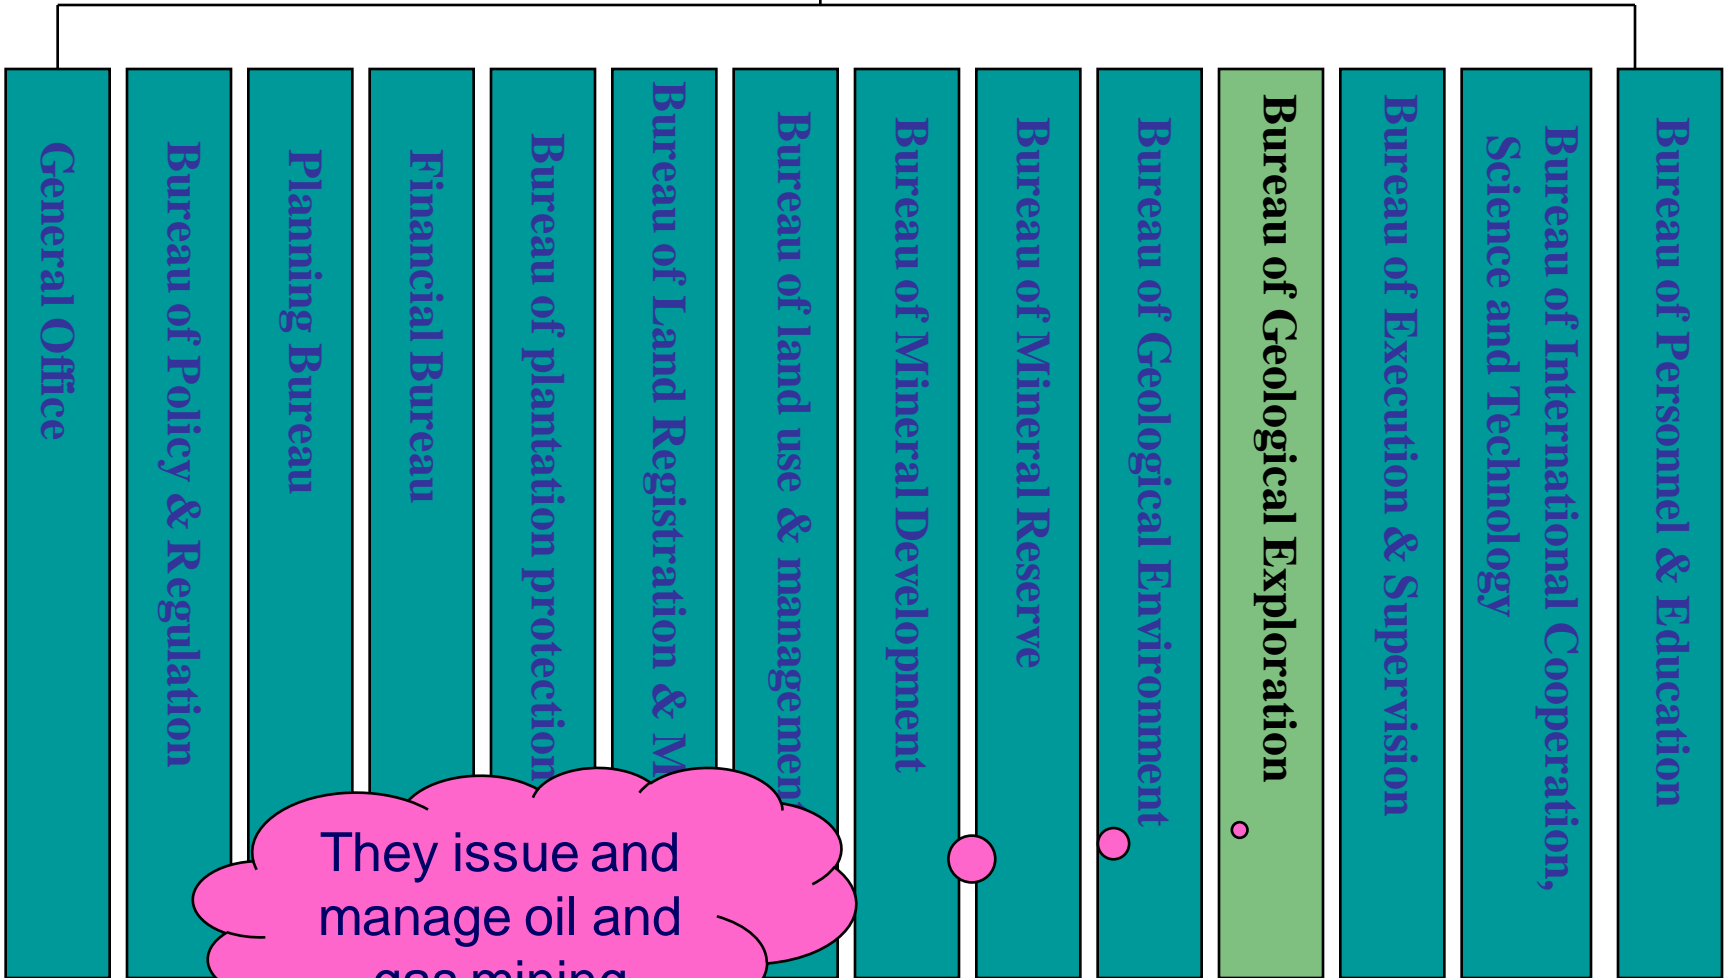 General Office
Bureau of Policy & Regulation
Planning Bureau
Financial Bureau
Bureau of plantation protection
Bureau of Land Registration & M
Bureau of land use & management
Bureau of Mineral Development
Bureau of Mineral Reserve
Bureau of Geological Environment
Bureau of Geological Exploration
Bureau of Execution & Supervision
Bureau of International Cooperation,
Science and Technology
Bureau of Personnel & Education
They issue and
manage oil and
gas mining